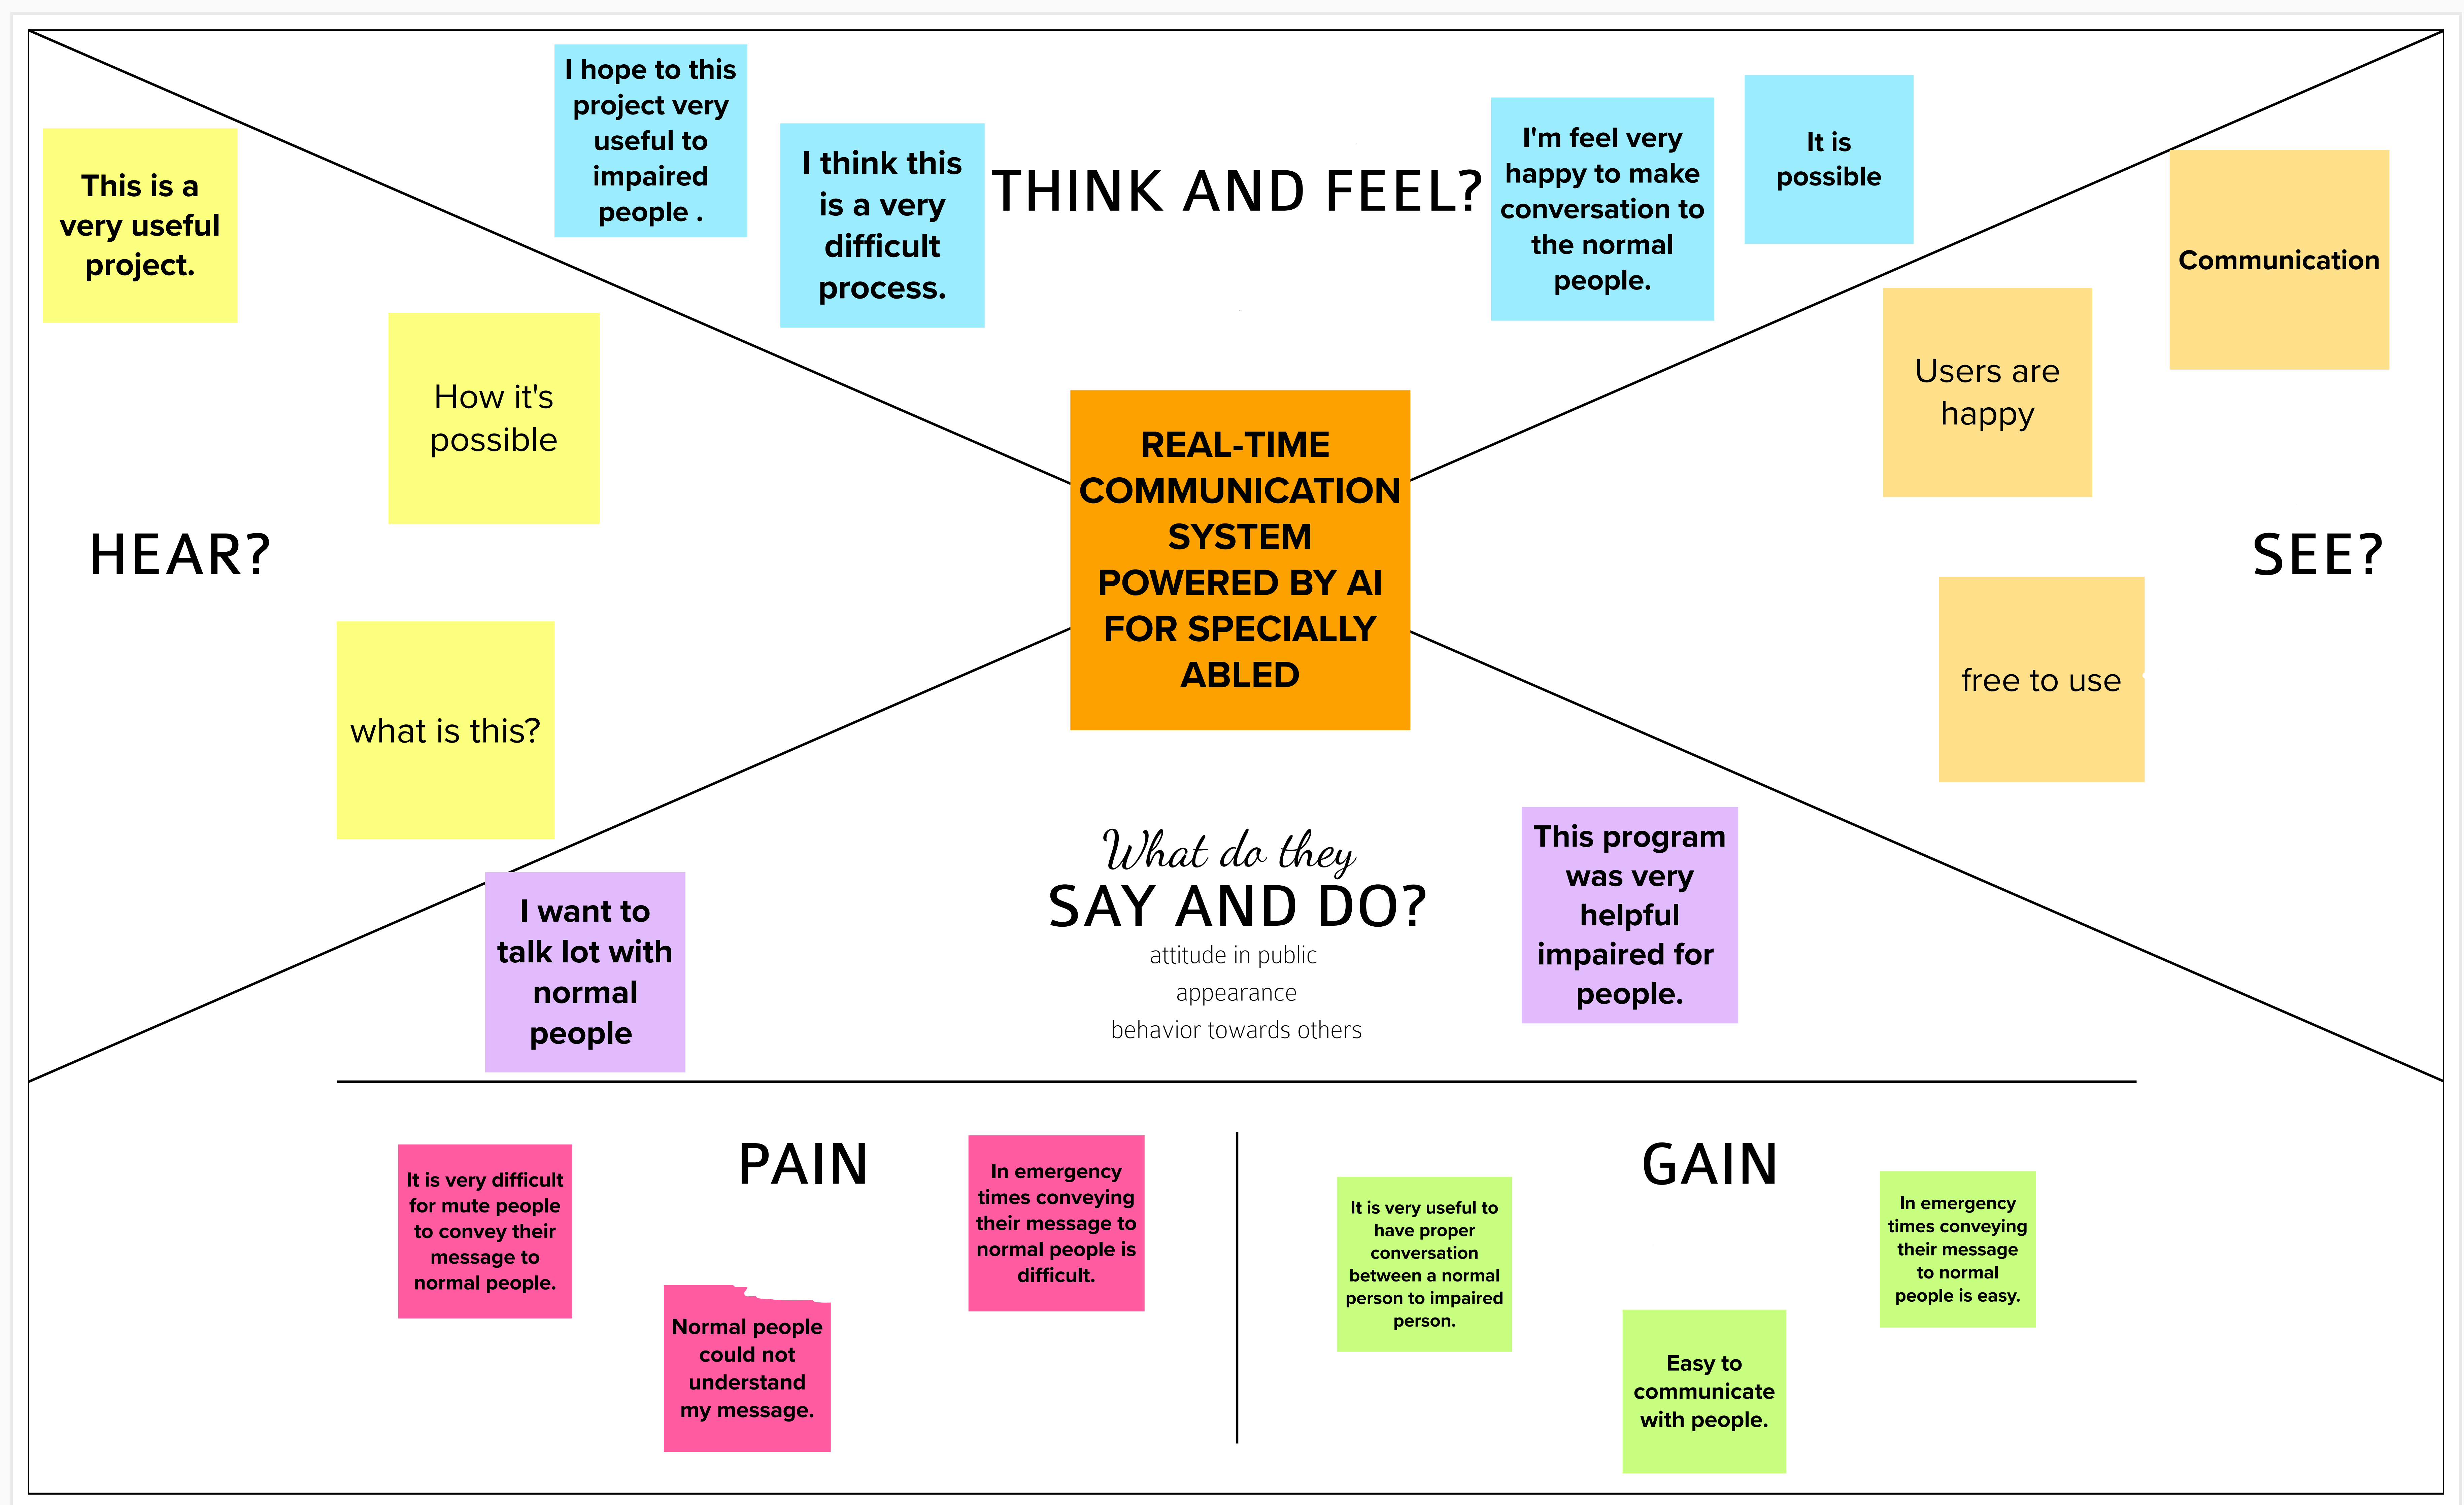 I hope to this
project very
useful to
impaired
people .
I think this
is a very
difficult
process.
THINK AND FEEL?
I'm feel very
happy to make
conversation to
the normal
people.
It is
possible
This is a
very useful
project.
How it's
possible
HEAR?
what is this?
REAL-TIME
COMMUNICATION
SYSTEM
POWERED BY AI
FOR SPECIALLY
ABLED
Communication
Users are
happy
SEE?
free to use
I want to
talk lot with
normal
people
What do they
SAY AND DO?
attitude in public
appearance
behavior towards others
This program
was very
helpful
impaired for
people.
PAIN
It is very difficult
for mute people
to convey their
message to
normal people.
Normal people
could not
understand
my message.
In emergency
times conveying
their message to
normal people is
difficult.
GAIN
It is very useful to
have proper
conversation
between a normal
person to impaired
person.
Easy to
communicate
with people.
In emergency
times conveying
their message
to normal
people is easy.